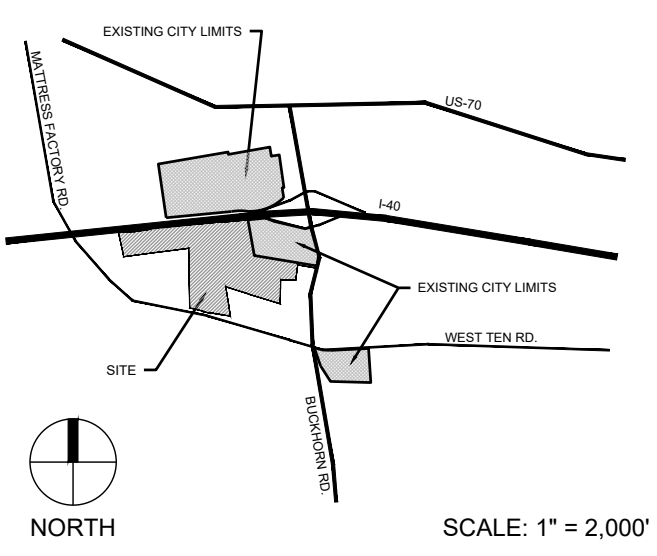 EXISTING CITY LIMITS
MATTRESS FACTORY RD.
US-70
I-40
EXISTING CITY LIMITS
WEST TEN RD.
SITE
BUCKHORN RD.
NORTH
SCALE: 1" = 2,000'